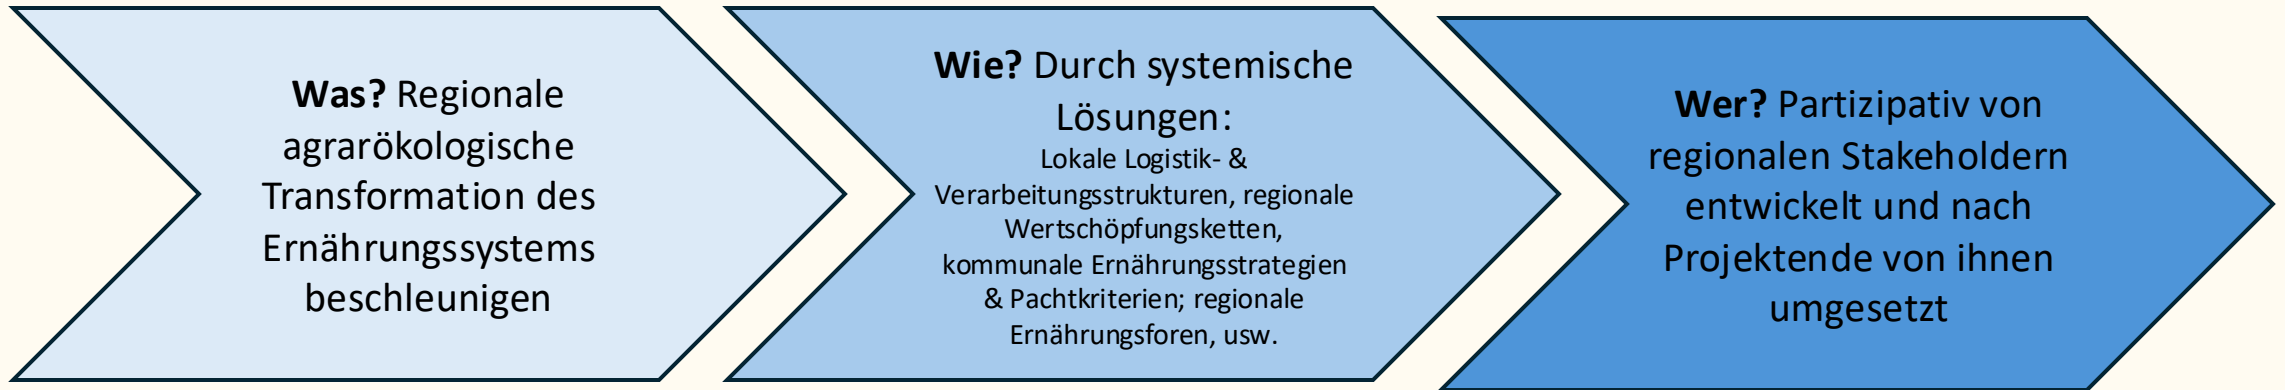 Was? Regionale
agrarökologische
Transformation des
Ernährungssystems
beschleunigen
Wie? Durch systemische
Lösungen:
Lokale Logistik- &
Verarbeitungsstrukturen, regionale
Wertschöpfungsketten,
kommunale Ernährungsstrategien
& Pachtkriterien; regionale
Ernährungsforen, usw.
Wer? Partizipativ von
regionalen Stakeholdern
entwickelt und nach
Projektende von ihnen
umgesetzt